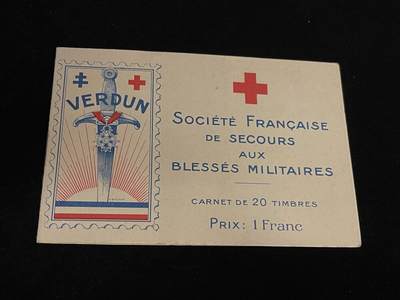 VERDUN
SOCIÉTÉ FRANÇAISE
DE SECOURS
AUX
BLESSÉS MILITAIRES
CARNET DE 20 TIMBRES
PRIX: 1 Franc